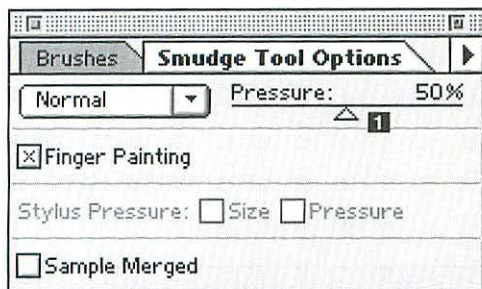 Brushes Smudge Tool Options
Normal Pressure: 50%
1
Finger Painting
Stylus Pressure: Size Pressure
Sample Merged